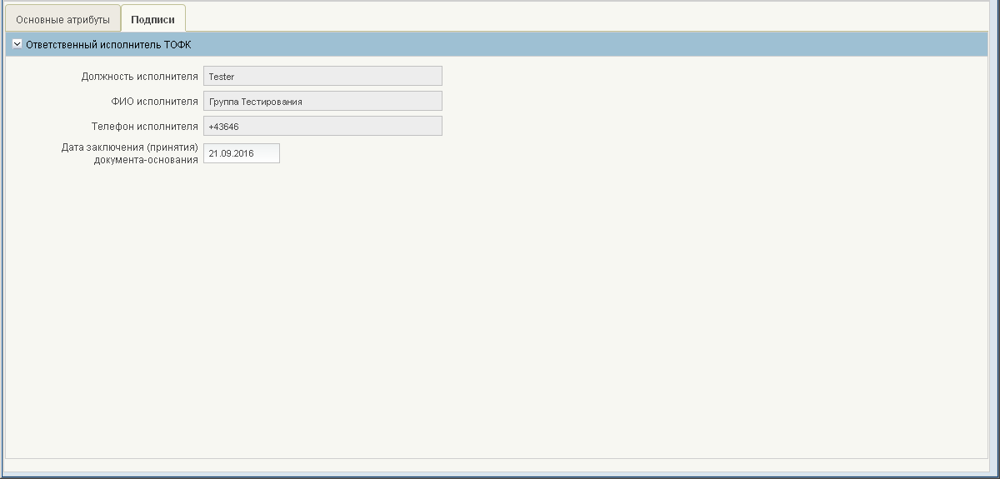 Основные атрибуты
Подписи
Ответственный исполнитель ТОФК
Должность исполнителя
Tester
ФИО исполнителя
Группа Тестирования
Телефон исполнителя
+43646
Дата заключения (принятия)
документа-основания
21.09.2016